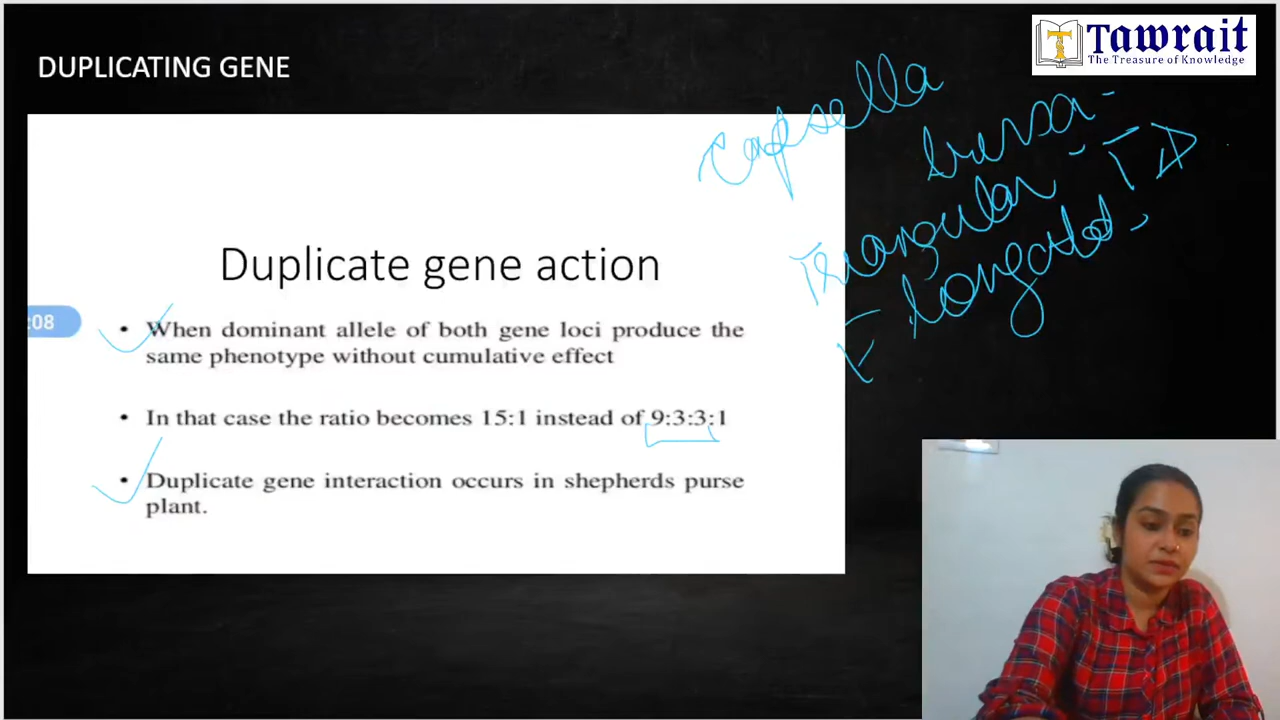 DUPLICATING GENE
Tawrait
The Treasure of Knowledge
Capsella
bursa-
Triangular - TD
Elongated -
Duplicate gene action
:08
• When dominant allele of both gene loci produce the
same phenotype without cumulative effect
• In that case the ratio becomes 15:1 instead of 9:3:3:1
• Duplicate gene interaction occurs in shepherds purse
plant.